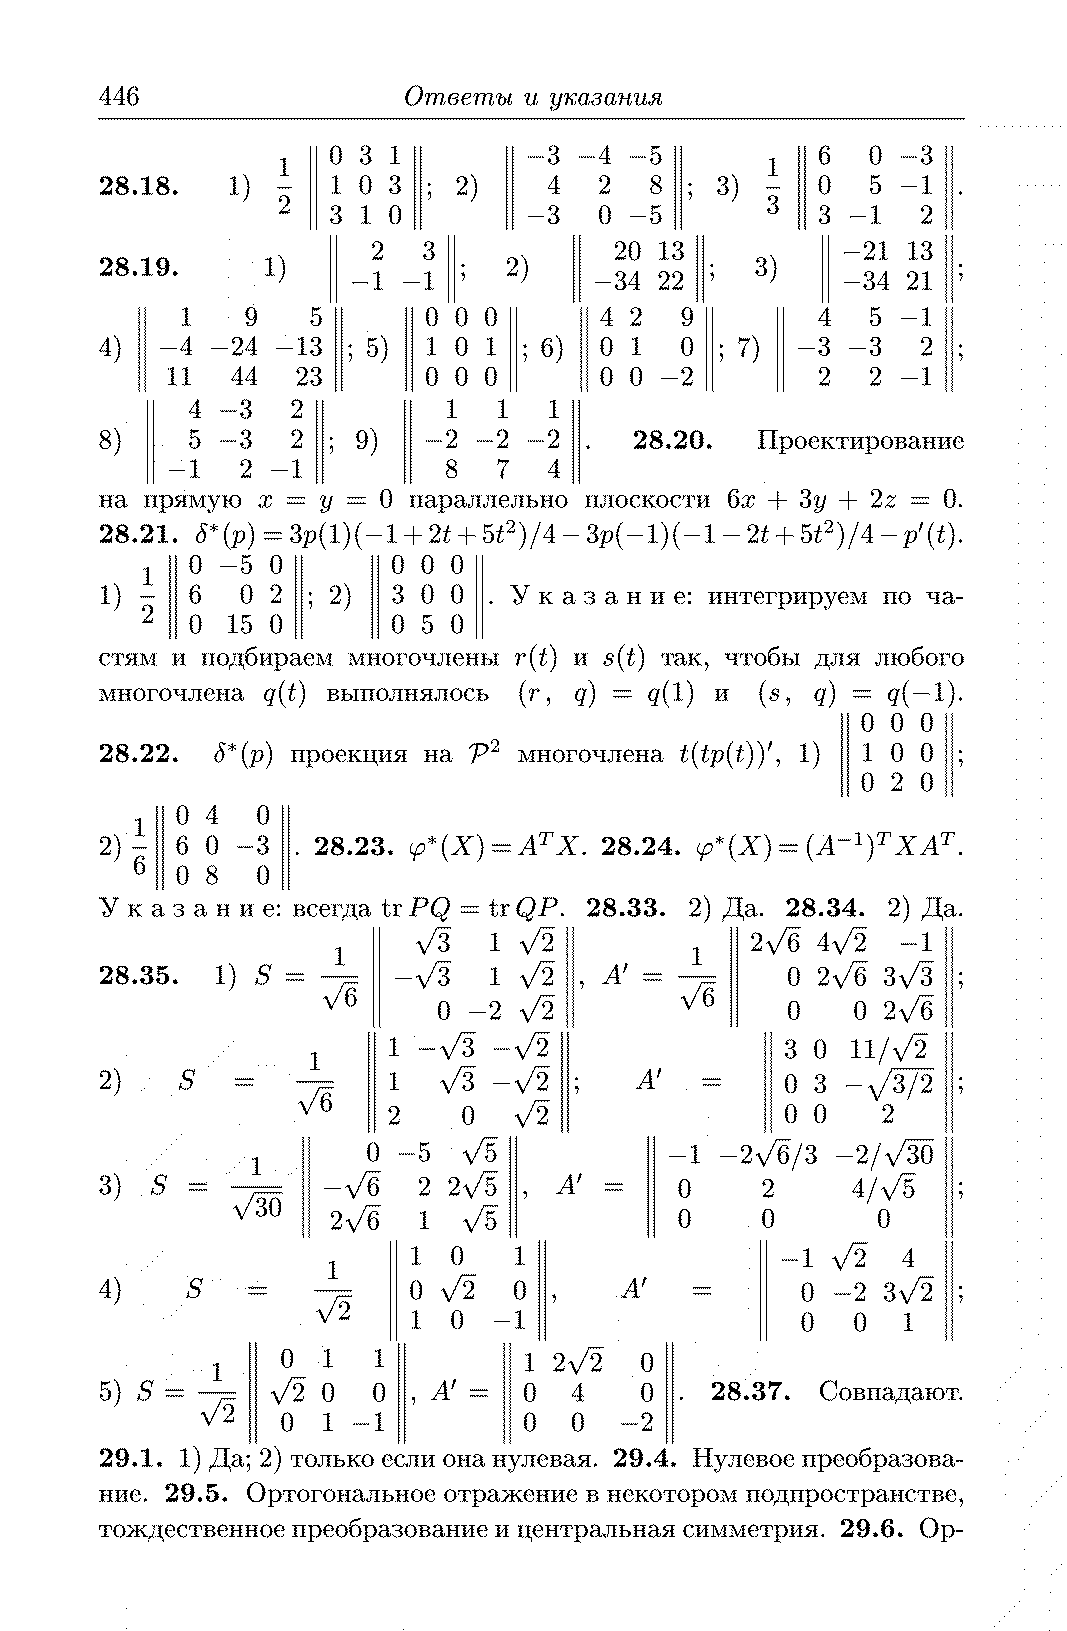 446 Ответы и указания
28.18. 1) $\frac{1}{2}\begin{Vmatrix} 0 & 3 & 1 \\ 1 & 0 & 3 \\ 3 & 1 & 0 \end{Vmatrix}$; 2) $\begin{Vmatrix} -3 & -4 & -5 \\ 4 & 2 & 8 \\ -3 & 0 & -5 \end{Vmatrix}$; 3) $\frac{1}{3}\begin{Vmatrix} 6 & 0 & -3 \\ 0 & 5 & -1 \\ 3 & -1 & 2 \end{Vmatrix}$.
28.19. 1) $\begin{Vmatrix} 2 & 3 \\ -1 & -1 \end{Vmatrix}$; 2) $\begin{Vmatrix} 20 & 13 \\ -34 & 22 \end{Vmatrix}$; 3) $\begin{Vmatrix} -21 & 13 \\ -34 & 21 \end{Vmatrix}$;
4) $\begin{Vmatrix} 1 & 9 & 5 \\ -4 & -24 & -13 \\ 11 & 44 & 23 \end{Vmatrix}$; 5) $\begin{Vmatrix} 0 & 0 & 0 \\ 1 & 0 & 1 \\ 0 & 0 & 0 \end{Vmatrix}$; 6) $\begin{Vmatrix} 4 & 2 & 9 \\ 0 & 1 & 0 \\ 0 & 0 & -2 \end{Vmatrix}$; 7) $\begin{Vmatrix} 4 & 5 & -1 \\ -3 & -3 & 2 \\ 2 & 2 & -1 \end{Vmatrix}$;
8) $\begin{Vmatrix} 4 & -3 & 2 \\ 5 & -3 & 2 \\ -1 & 2 & -1 \end{Vmatrix}$; 9) $\begin{Vmatrix} 1 & 1 & 1 \\ -2 & -2 & -2 \\ 8 & 7 & 4 \end{Vmatrix}$. 28.20. Проектирование
на прямую x = y = 0 параллельно плоскости 6x + 3y + 2z = 0.
28.21. δ*(p) = 3p(1)(−1 + 2t + 5t²)/4 − 3p(−1)(−1 − 2t + 5t²)/4 − p′(t).
1) $\frac{1}{2}\begin{Vmatrix} 0 & -5 & 0 \\ 6 & 0 & 2 \\ 0 & 15 & 0 \end{Vmatrix}$; 2) $\begin{Vmatrix} 0 & 0 & 0 \\ 3 & 0 & 0 \\ 0 & 5 & 0 \end{Vmatrix}$. Указание: интегрируем по ча-
стям и подбираем многочлены r(t) и s(t) так, чтобы для любого
многочлена q(t) выполнялось (r, q) = q(1) и (s, q) = q(−1).
28.22. δ*(p) проекция на 𝒫² многочлена t(tp(t))′, 1) $\begin{Vmatrix} 0 & 0 & 0 \\ 1 & 0 & 0 \\ 0 & 2 & 0 \end{Vmatrix}$;
2) $\frac{1}{6}\begin{Vmatrix} 0 & 4 & 0 \\ 6 & 0 & -3 \\ 0 & 8 & 0 \end{Vmatrix}$. 28.23. $\varphi^*(X) = A^T X$. 28.24. $\varphi^*(X) = (A^{-1})^T X A^T$.
Указание: всегда tr PQ = tr QP. 28.33. 2) Да. 28.34. 2) Да.
28.35. 1) $S = \frac{1}{\sqrt{6}}\begin{Vmatrix} \sqrt{3} & 1 & \sqrt{2} \\ -\sqrt{3} & 1 & \sqrt{2} \\ 0 & -2 & \sqrt{2} \end{Vmatrix}$, $A' = \frac{1}{\sqrt{6}}\begin{Vmatrix} 2\sqrt{6} & 4\sqrt{2} & -1 \\ 0 & 2\sqrt{6} & 3\sqrt{3} \\ 0 & 0 & 2\sqrt{6} \end{Vmatrix}$;
2) $S = \frac{1}{\sqrt{6}}\begin{Vmatrix} 1 & -\sqrt{3} & -\sqrt{2} \\ 1 & \sqrt{3} & -\sqrt{2} \\ 2 & 0 & \sqrt{2} \end{Vmatrix}$; $A' = \begin{Vmatrix} 3 & 0 & 11/\sqrt{2} \\ 0 & 3 & -\sqrt{3/2} \\ 0 & 0 & 2 \end{Vmatrix}$;
3) $S = \frac{1}{\sqrt{30}}\begin{Vmatrix} 0 & -5 & \sqrt{5} \\ -\sqrt{6} & 2 & 2\sqrt{5} \\ 2\sqrt{6} & 1 & \sqrt{5} \end{Vmatrix}$, $A' = \begin{Vmatrix} -1 & -2\sqrt{6}/3 & -2/\sqrt{30} \\ 0 & 2 & 4/\sqrt{5} \\ 0 & 0 & 0 \end{Vmatrix}$;
4) $S = \frac{1}{\sqrt{2}}\begin{Vmatrix} 1 & 0 & 1 \\ 0 & \sqrt{2} & 0 \\ 1 & 0 & -1 \end{Vmatrix}$, $A' = \begin{Vmatrix} -1 & \sqrt{2} & 4 \\ 0 & -2 & 3\sqrt{2} \\ 0 & 0 & 1 \end{Vmatrix}$;
5) $S = \frac{1}{\sqrt{2}}\begin{Vmatrix} 0 & 1 & 1 \\ \sqrt{2} & 0 & 0 \\ 0 & 1 & -1 \end{Vmatrix}$, $A' = \begin{Vmatrix} 1 & 2\sqrt{2} & 0 \\ 0 & 4 & 0 \\ 0 & 0 & -2 \end{Vmatrix}$. 28.37. Совпадают.
29.1. 1) Да; 2) только если она нулевая. 29.4. Нулевое преобразова-
ние. 29.5. Ортогональное отражение в некотором подпространстве,
тождественное преобразование и центральная симметрия. 29.6. Ор-